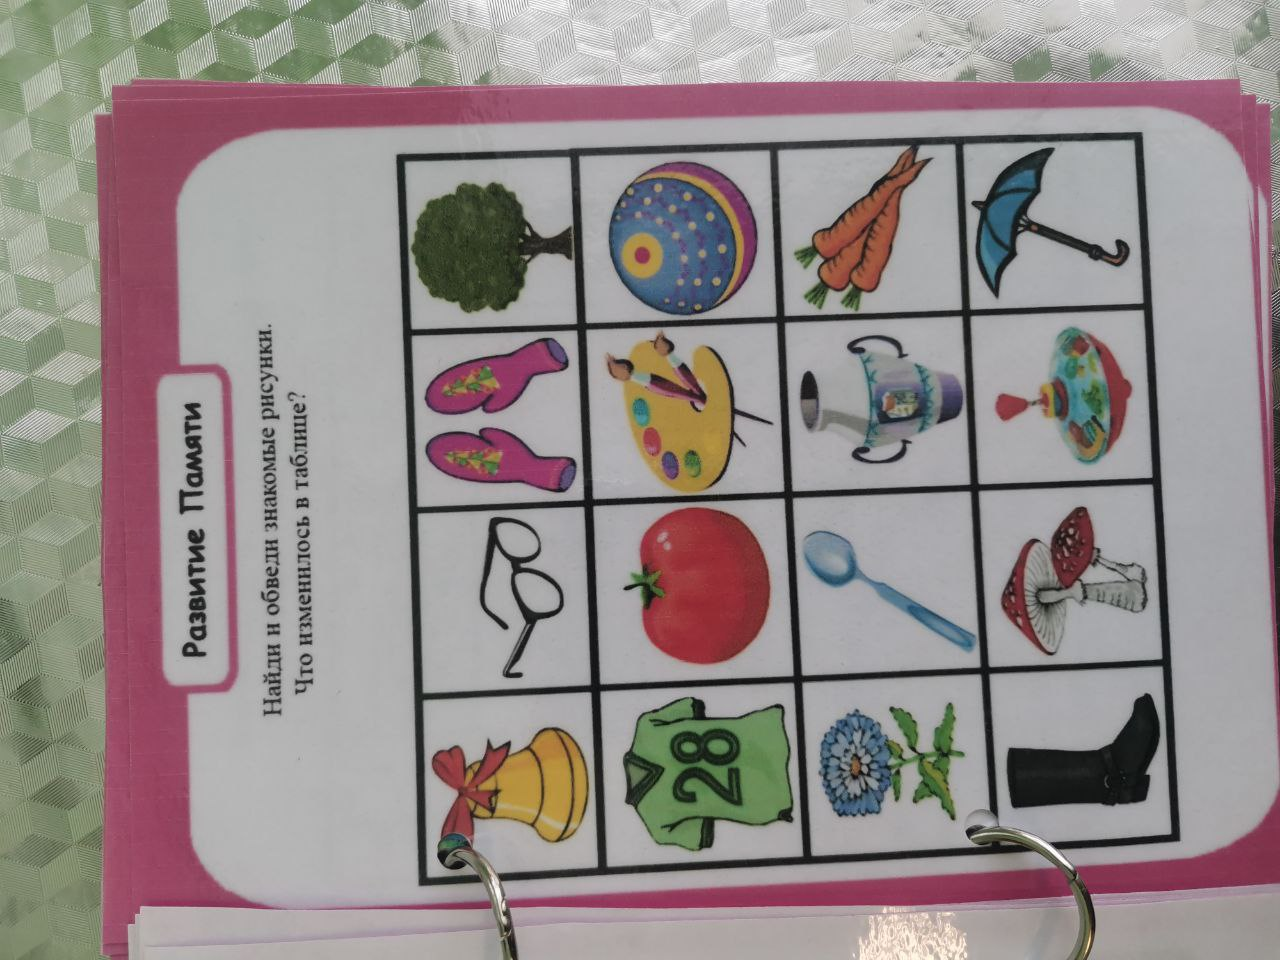 Развитие Памяти
Найди и обведи знакомые рисунки.
Что изменилось в таблице?
28